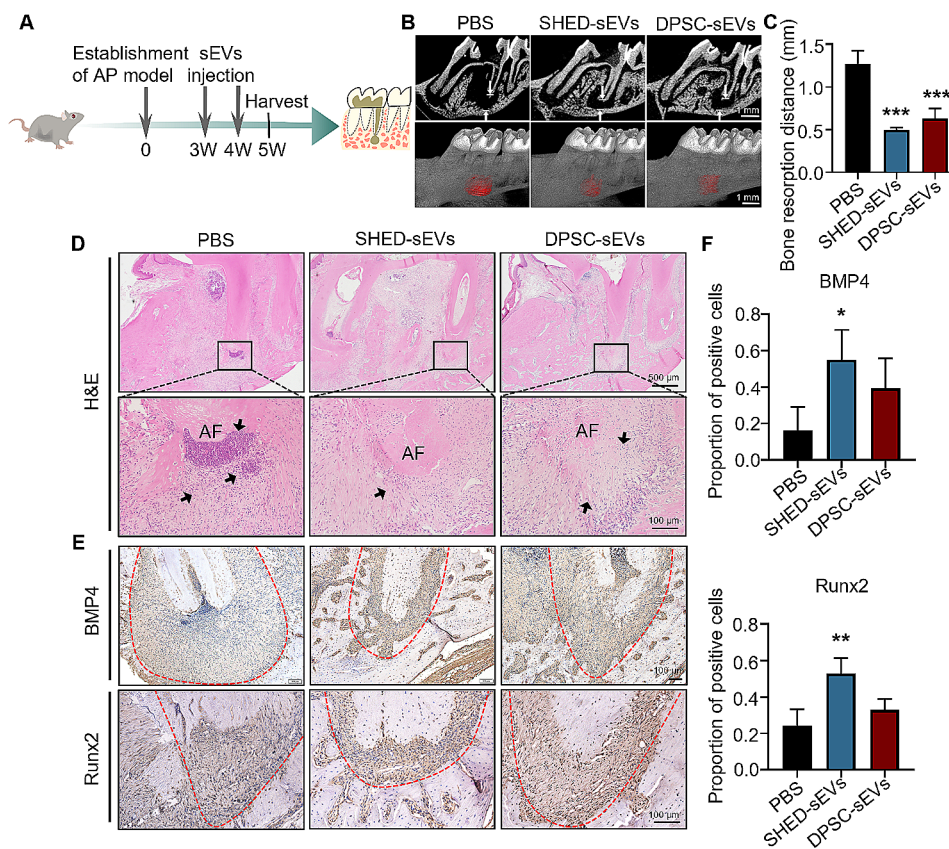 A
Establishment of AP model
sEVs injection
Harvest
0
3W
4W
5W
B
PBS
SHED-sEVs
DPSC-sEVs
1 mm
1 mm
C
Bone resorption distance (mm)
1.5
1.0
0.5
0.0
***
***
PBS
SHED-sEVs
DPSC-sEVs
D
PBS
SHED-sEVs
DPSC-sEVs
H&E
500 μm
AF
AF
AF
100 μm
E
BMP4
100 μm
Runx2
100 μm
F
BMP4
Proportion of positive cells
0.8
0.6
0.4
0.2
0.0
*
PBS
SHED-sEVs
DPSC-sEVs
Runx2
Proportion of positive cells
0.8
0.6
0.4
0.2
0.0
**
PBS
SHED-sEVs
DPSC-sEVs